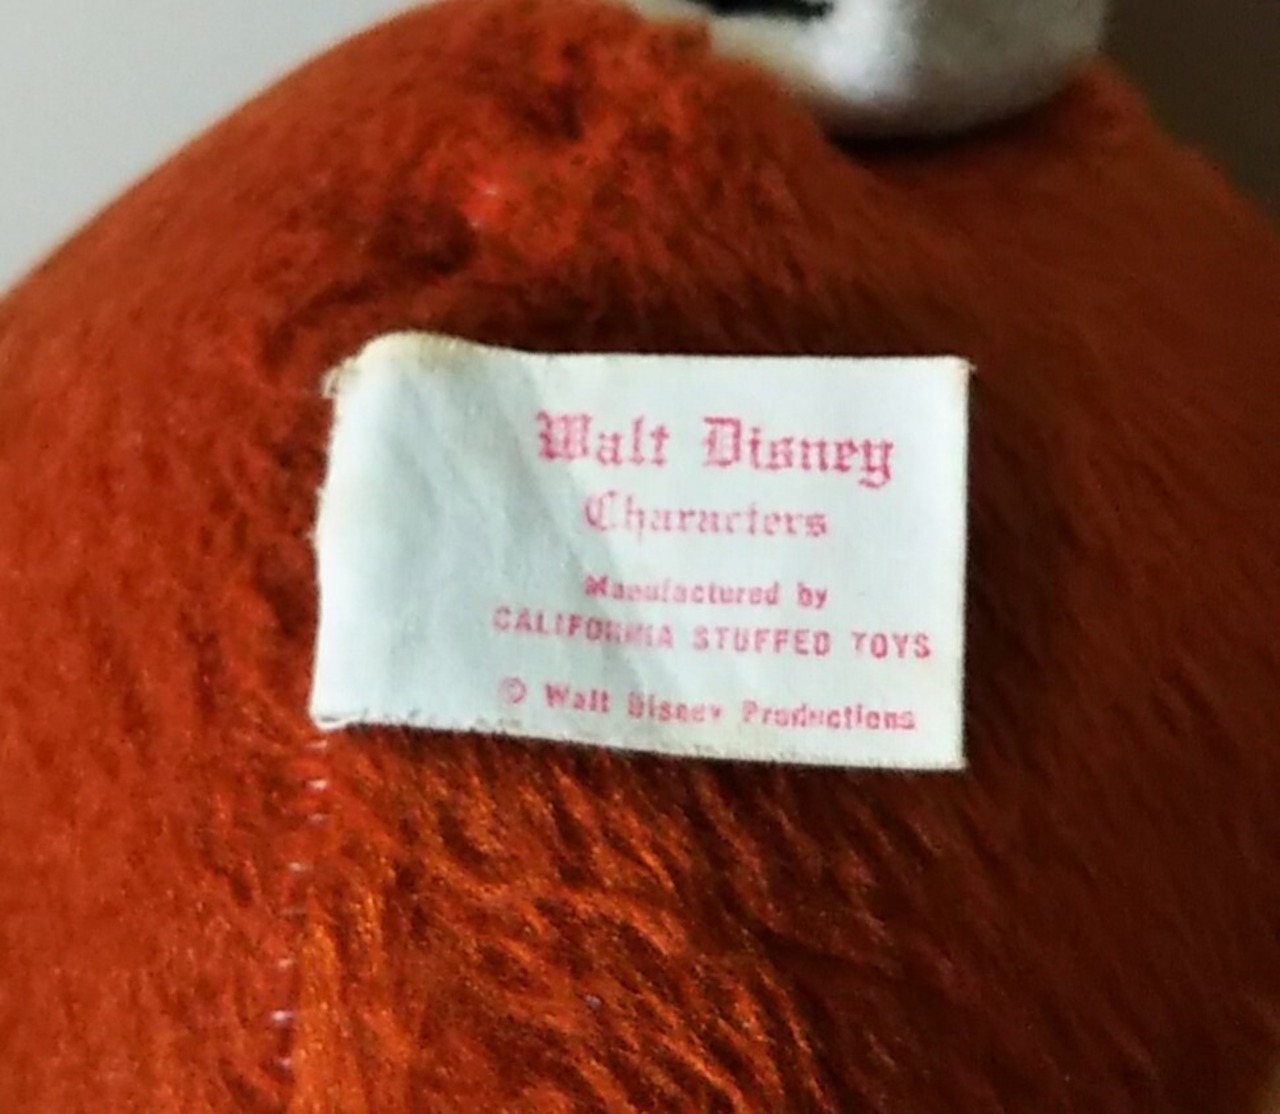 Walt Disney
Characters
Manufactured by
CALIFORNIA STUFFED TOYS
© Walt Disney Productions